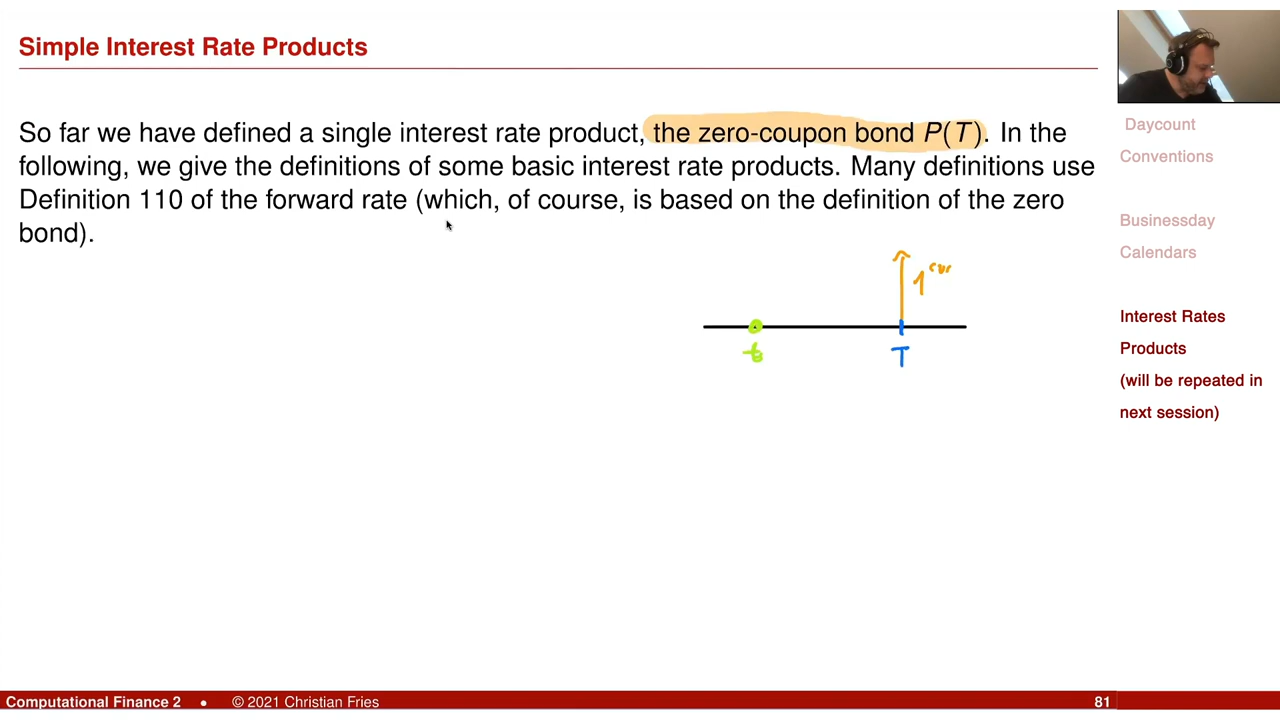 Simple Interest Rate Products
So far we have defined a single interest rate product, the zero-coupon bond P(T). In the
following, we give the definitions of some basic interest rate products. Many definitions use
Definition 110 of the forward rate (which, of course, is based on the definition of the zero
bond).
1 cur
t
T
Daycount
Conventions
Businessday
Calendars
Interest Rates
Products
(will be repeated in
next session)
Computational Finance 2 • © 2021 Christian Fries 81